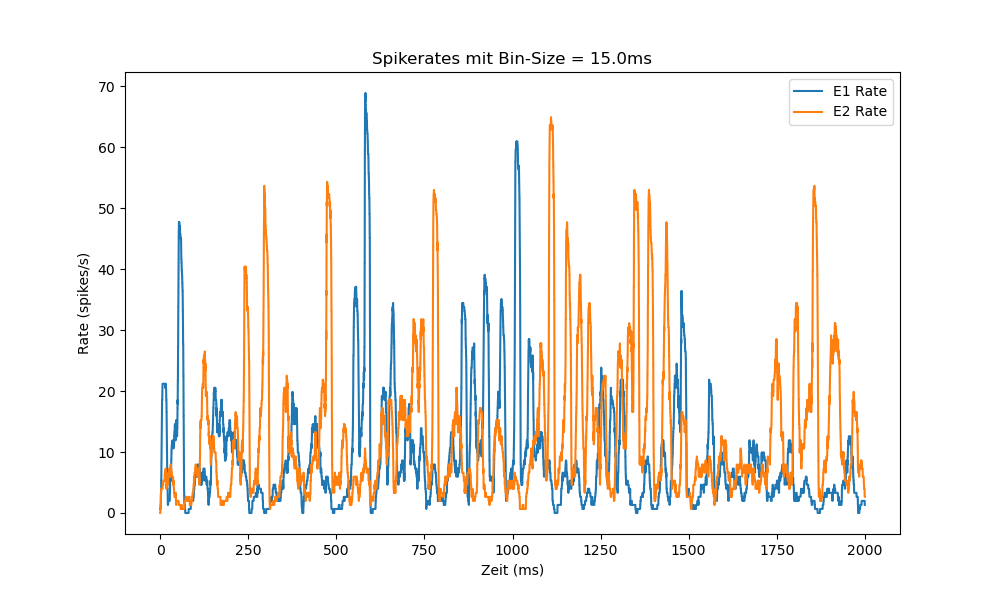 Spikerates mit Bin-Size = 15.0ms
E1 Rate
E2 Rate
Rate (spikes/s)
70
60
50
40
30
20
10
0
0 250 500 750 1000 1250 1500 1750 2000
Zeit (ms)